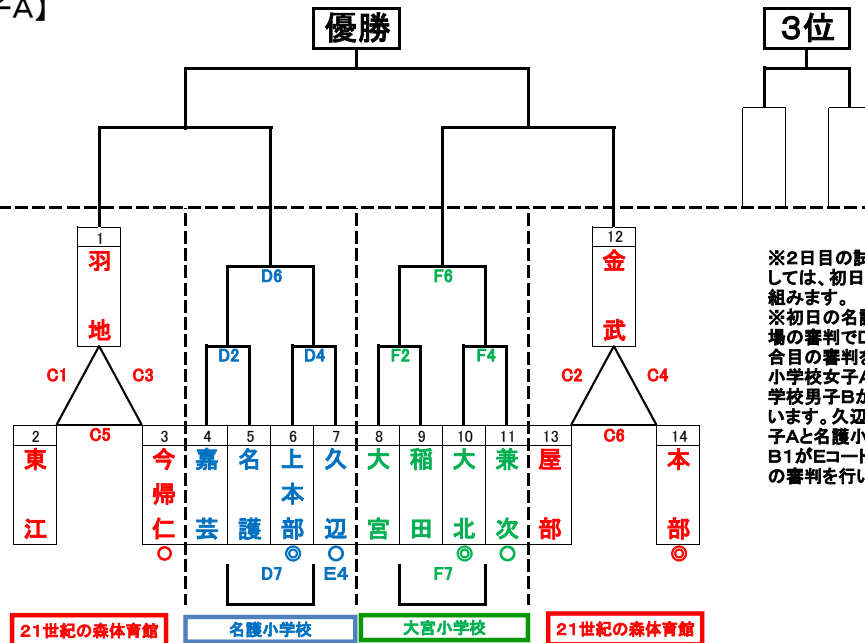 子A】
優勝
3位
1
羽地
12
金武
D6
F6
D2
D4
F2
F4
C1
C3
C5
C2
C4
C6
2
東江
3
今帰仁
○
4
嘉芸
5
名護
6
上本部
◎
7
久辺
○
8
大宮
9
稲田
10
大北
◎
11
兼次
○
13
屋部
14
本部
◎
D7
E4
F7
21世紀の森体育館
名護小学校
大宮小学校
21世紀の森体育館
※2日目の試
しては、初日
組みます。
※初日の名護
場の審判で
合目の審判を
小学校女子A
学校男子Bが
います。久辺
子Aと名護小
B1がEコート
の審判を行い